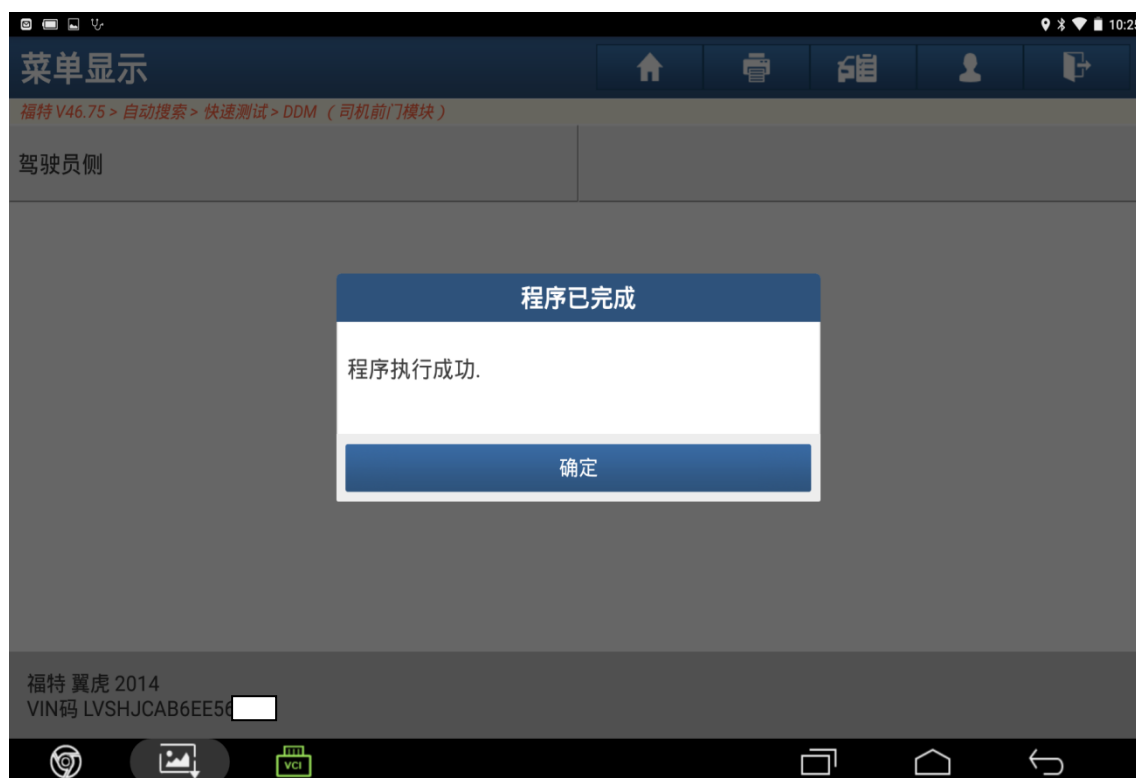 10:25
菜单显示
福特 V46.75 > 自动搜索 > 快速测试 > DDM （司机前门模块）
驾驶员侧
程序已完成
程序执行成功.
确定
福特 翼虎 2014
VIN码 LVSHJCAB6EE56
VCI